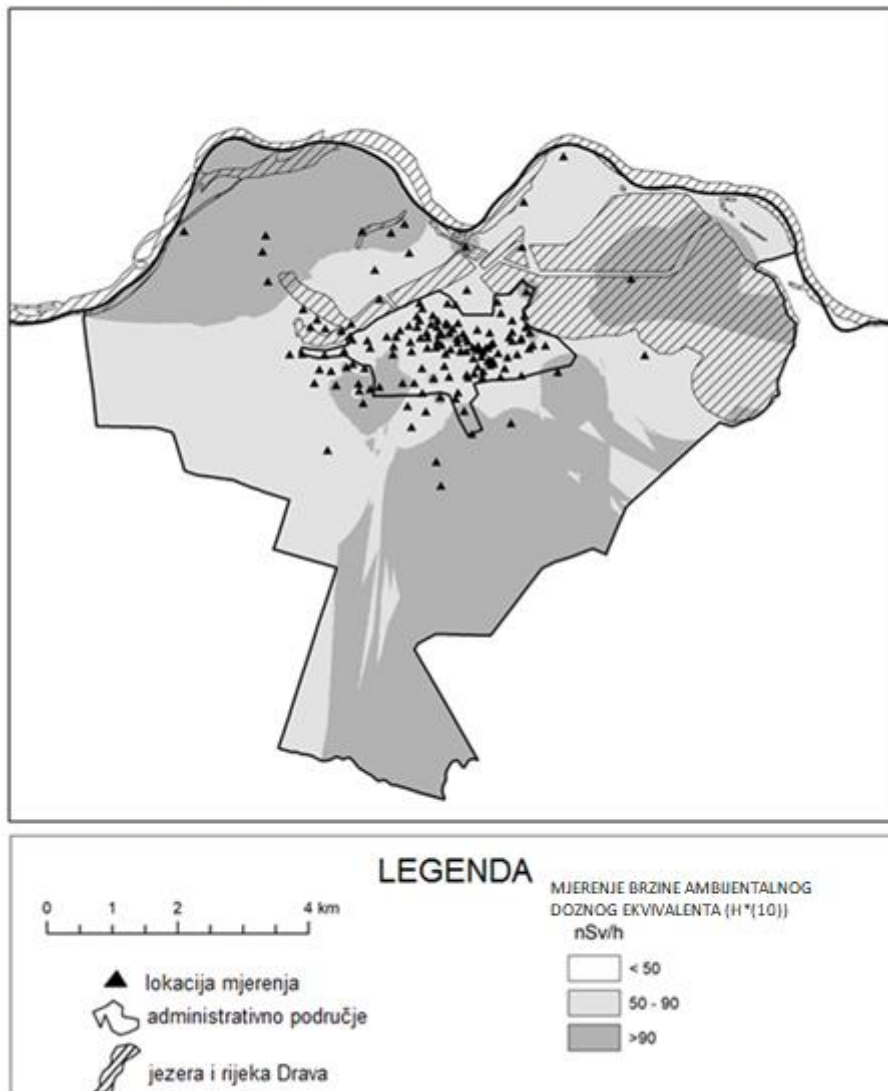 LEGENDA
MJERENJE BRZINE AMBIJENTALNOG
DOZNOG EKVIVALENTA (H*(10))
nSv/h
0 1 2 4 km
lokacija mjerenja
administrativno područje
jezera i rijeka Drava
< 50
50 - 90
>90